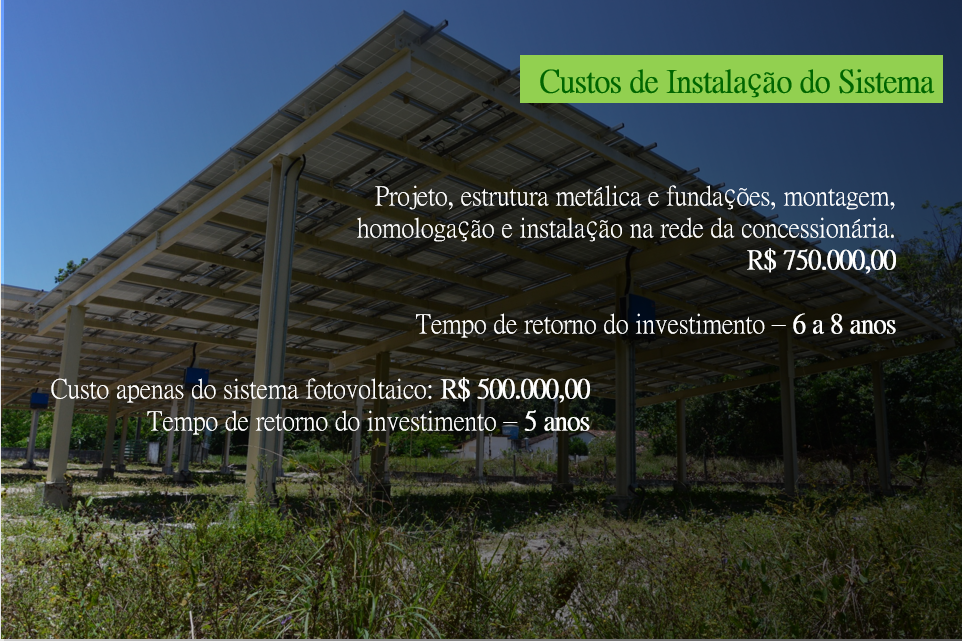 Custos de Instalação do Sistema
Projeto, estrutura metálica e fundações, montagem,
homologação e instalação na rede da concessionária.
R$ 750.000,00
Tempo de retorno do investimento – 6 a 8 anos
Custo apenas do sistema fotovoltaico: R$ 500.000,00
Tempo de retorno do investimento – 5 anos